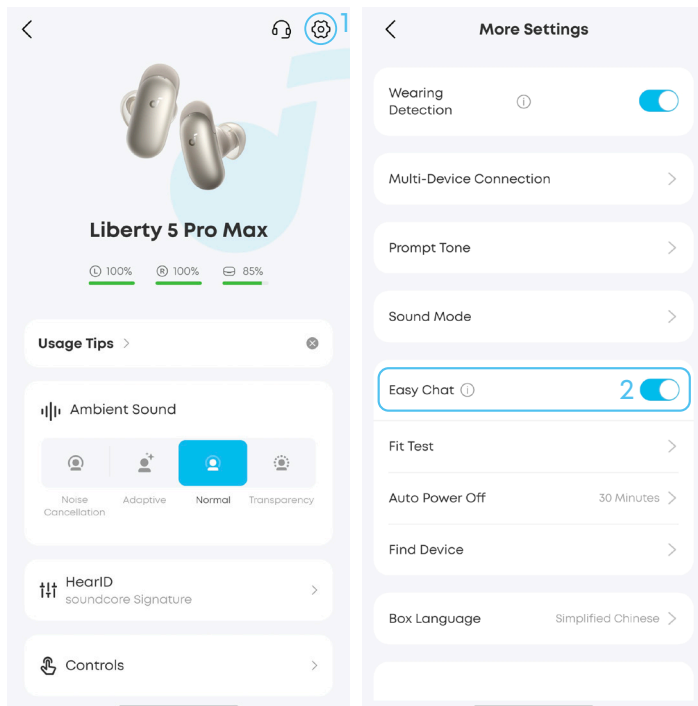 1
Liberty 5 Pro Max
L 100%
R 100%
85%
Usage Tips
Ambient Sound
Noise
Cancellation
Adaptive
Normal
Transparency
HearID
soundcore Signature
Controls
More Settings
Wearing
Detection
Multi-Device Connection
Prompt Tone
Sound Mode
Easy Chat
2
Fit Test
Auto Power Off 30 Minutes
Find Device
Box Language Simplified Chinese